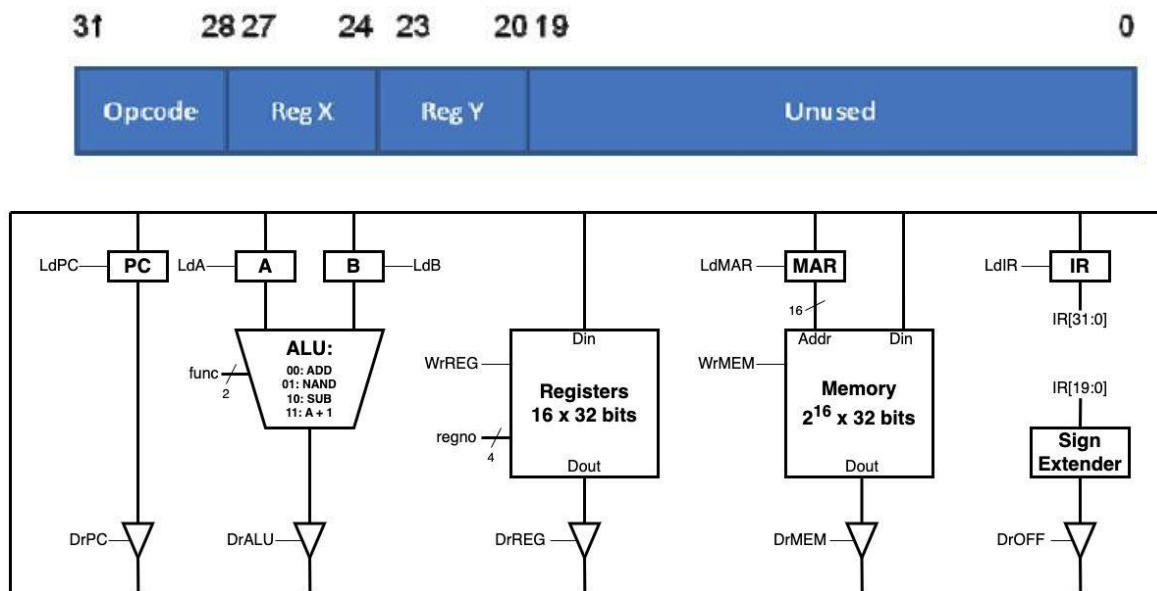 31 28 27 24 23 20 19 0
Opcode Reg X Reg Y Unused
LdPC PC LdA A B LdB LdMAR MAR LdIR IR
16
IR[31:0]
ALU:
00: ADD
01: NAND
10: SUB
11: A + 1
func
2
Din
WrREG
Registers
16 x 32 bits
regno
4
Dout
Addr Din
WrMEM
Memory
2^16 x 32 bits
Dout
IR[19:0]
Sign
Extender
DrPC DrALU DrREG DrMEM DrOFF